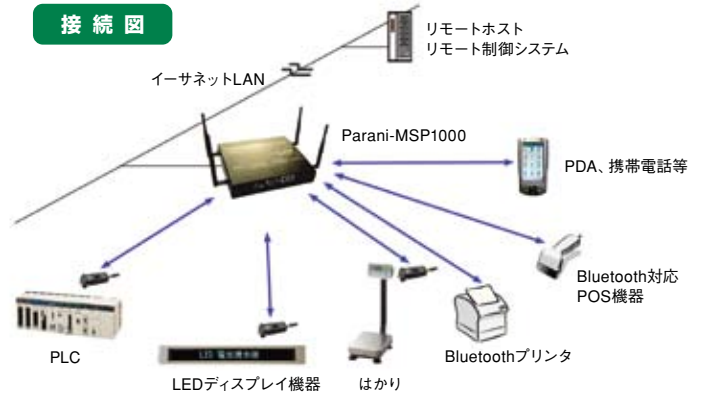 接続図
リモートホスト
リモート制御システム
イーサネットLAN
Parani-MSP1000
PDA、携帯電話等
Bluetooth対応
POS機器
PLC
LEDディスプレイ機器
はかり
Bluetoothプリンタ